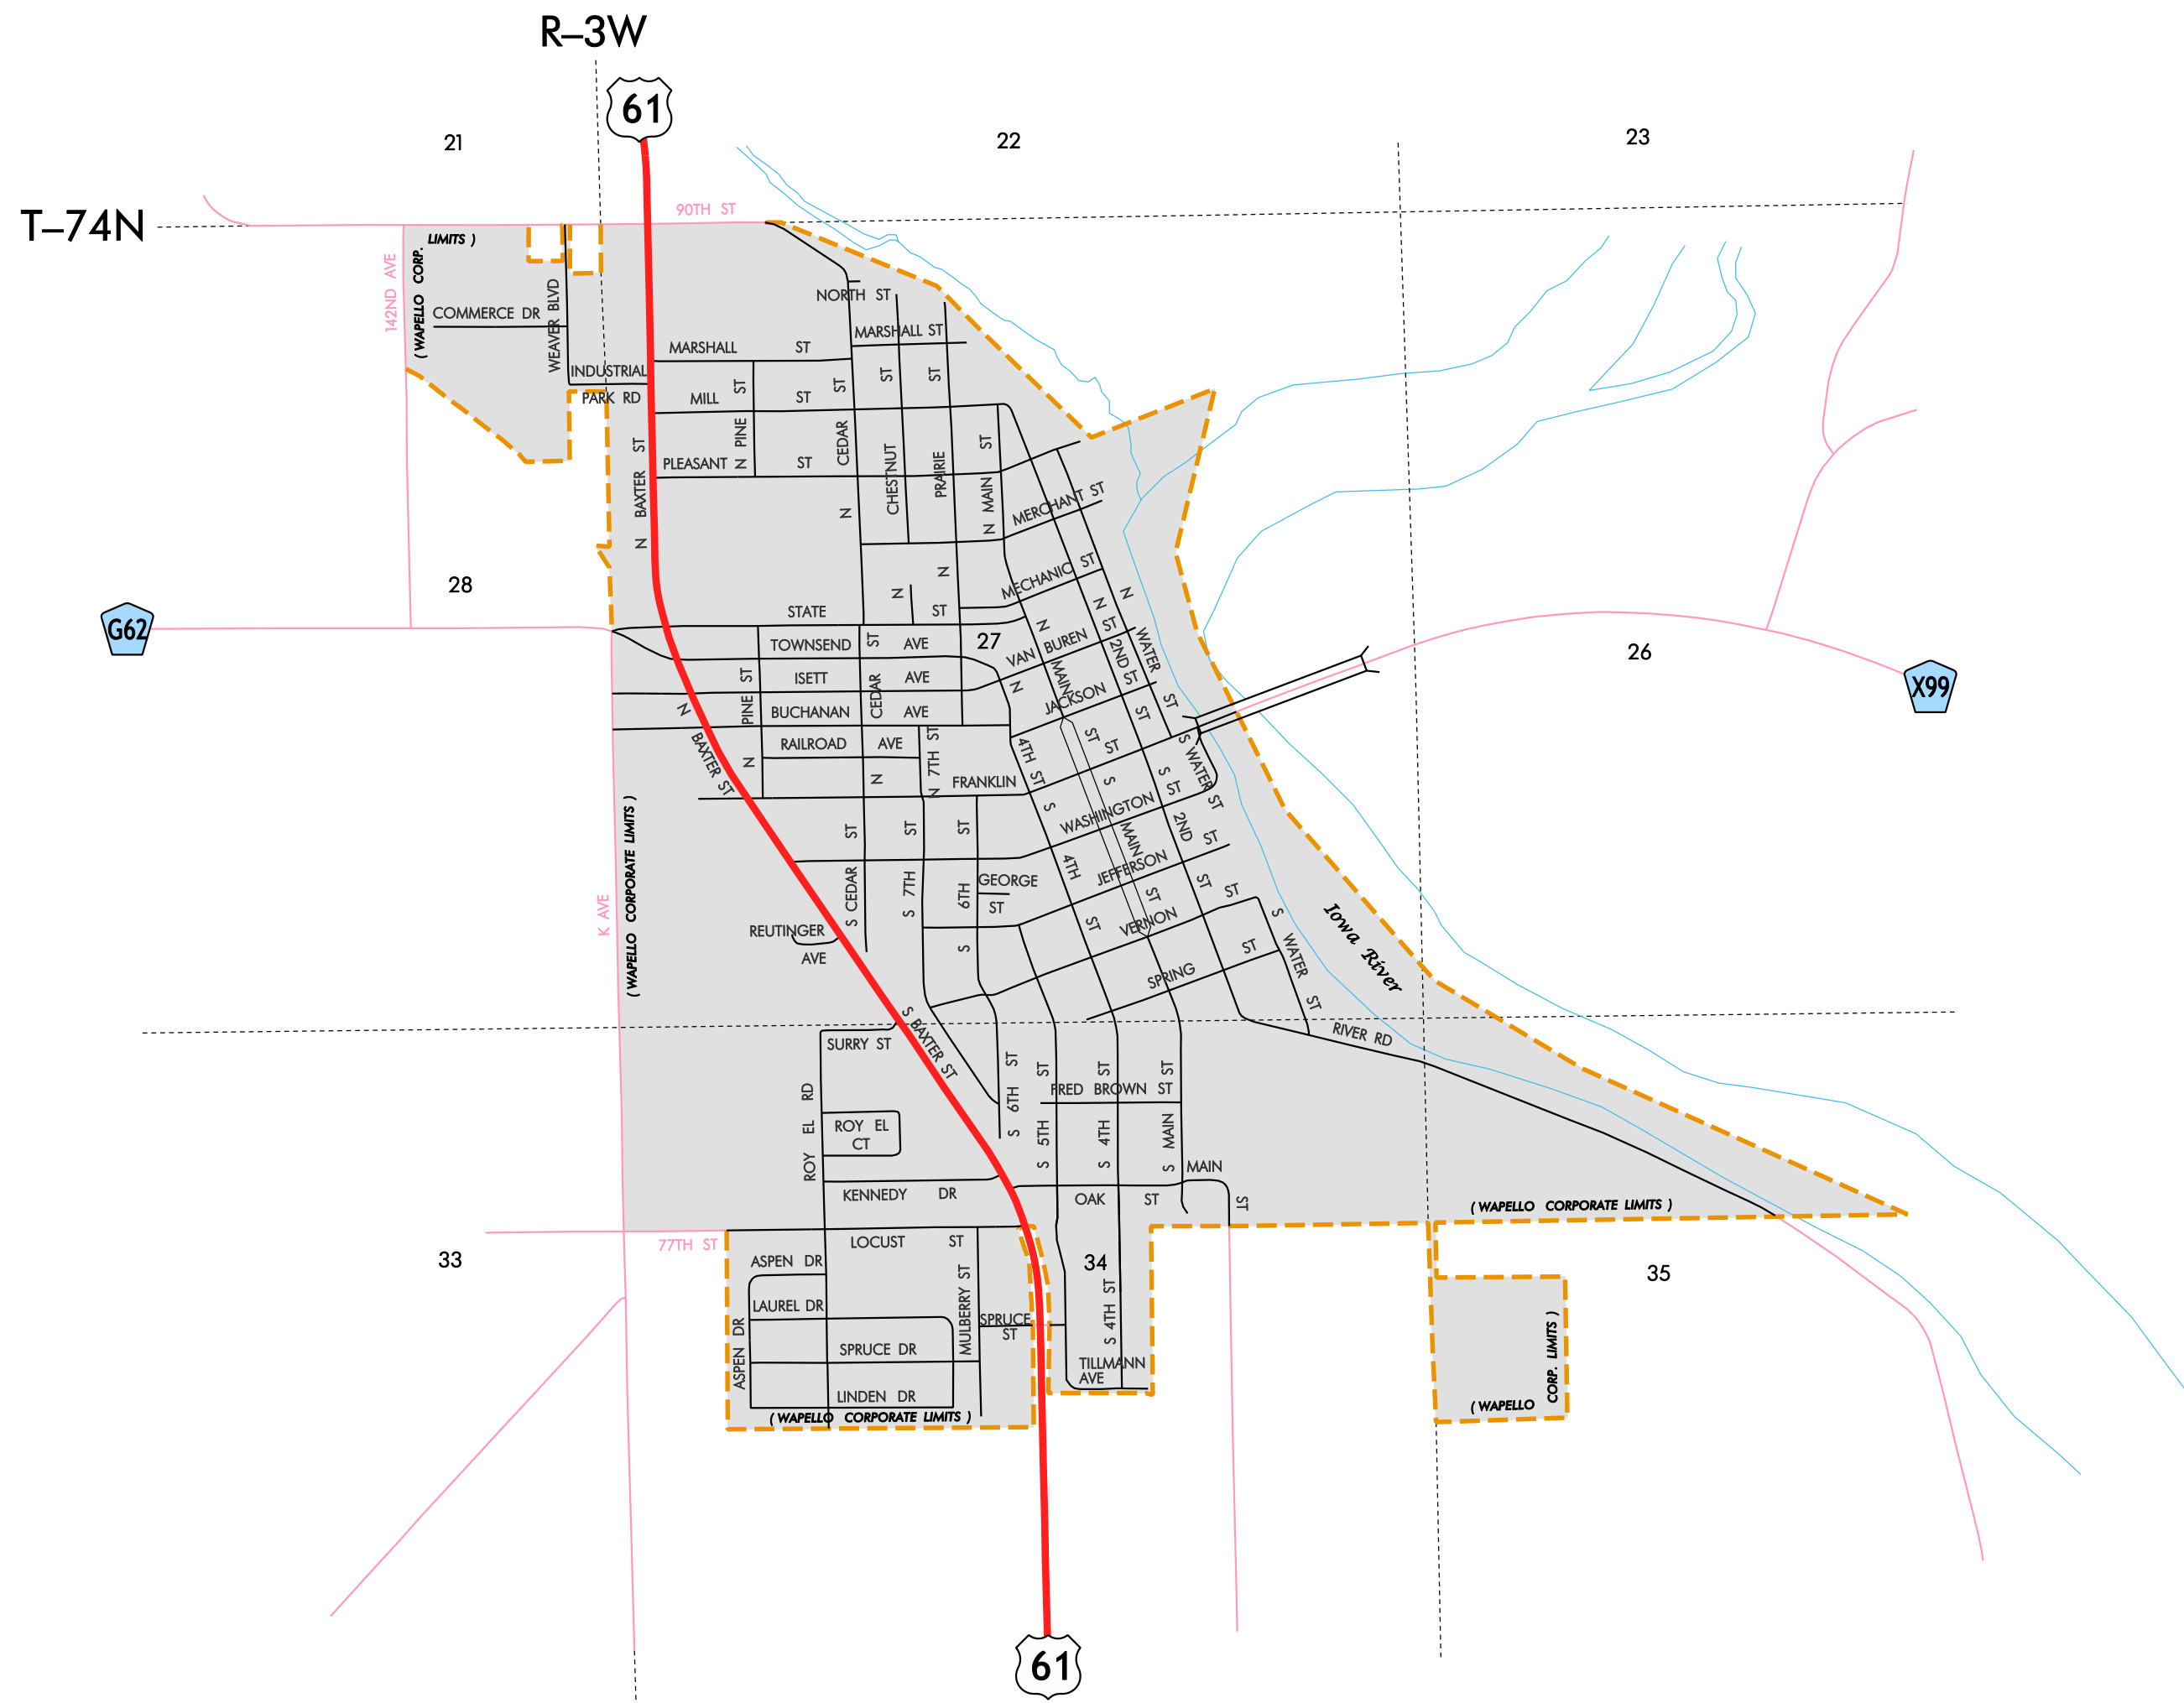 R–3W
61
21
22
23
T–74N
90TH ST
LIMITS )
( WAPELLO CORP.
142ND AVE
COMMERCE DR
WEAVER BLVD
NORTH ST
MARSHALL ST
MARSHALL ST
INDUSTRIAL
PARK RD
MILL ST
N PINE ST
N CEDAR ST
CHESTNUT ST
PRAIRIE ST
N MAIN ST
PLEASANT ST
N BAXTER ST
MERCHANT ST
MECHANIC ST
28
G62
STATE ST
N
N
N
N
N
TOWNSEND AVE
27
VAN BUREN ST
WATER ST
2ND ST
MAIN ST
26
X99
ISETT AVE
N PINE ST
N CEDAR ST
JACKSON ST
N
BUCHANAN AVE
N BAXTER ST
RAILROAD AVE
N 7TH ST
4TH ST
FRANKLIN ST
S WATER ST
WASHINGTON ST
( WAPELLO CORPORATE LIMITS )
K AVE
S CEDAR ST
S 7TH ST
S 6TH ST
S 4TH ST
S MAIN ST
S 2ND ST
JEFFERSON ST
GEORGE
ST
REUTINGER
AVE
VERNON ST
SPRING ST
S WATER ST
Iowa River
S BAXTER ST
SURRY ST
RIVER RD
ROY EL RD
S 6TH ST
S 5TH ST
S 4TH ST
S MAIN ST
FRED BROWN ST
ROY EL
CT
MAIN ST
KENNEDY DR
OAK ST
( WAPELLO CORPORATE LIMITS )
77TH ST
33
LOCUST ST
ASPEN DR
34
35
LAUREL DR
MULBERRY ST
SPRUCE
ST
S 4TH ST
ASPEN DR
SPRUCE DR
TILLMANN
AVE
LINDEN DR
( WAPELLO CORPORATE LIMITS )
( WAPELLO CORP. LIMITS )
61